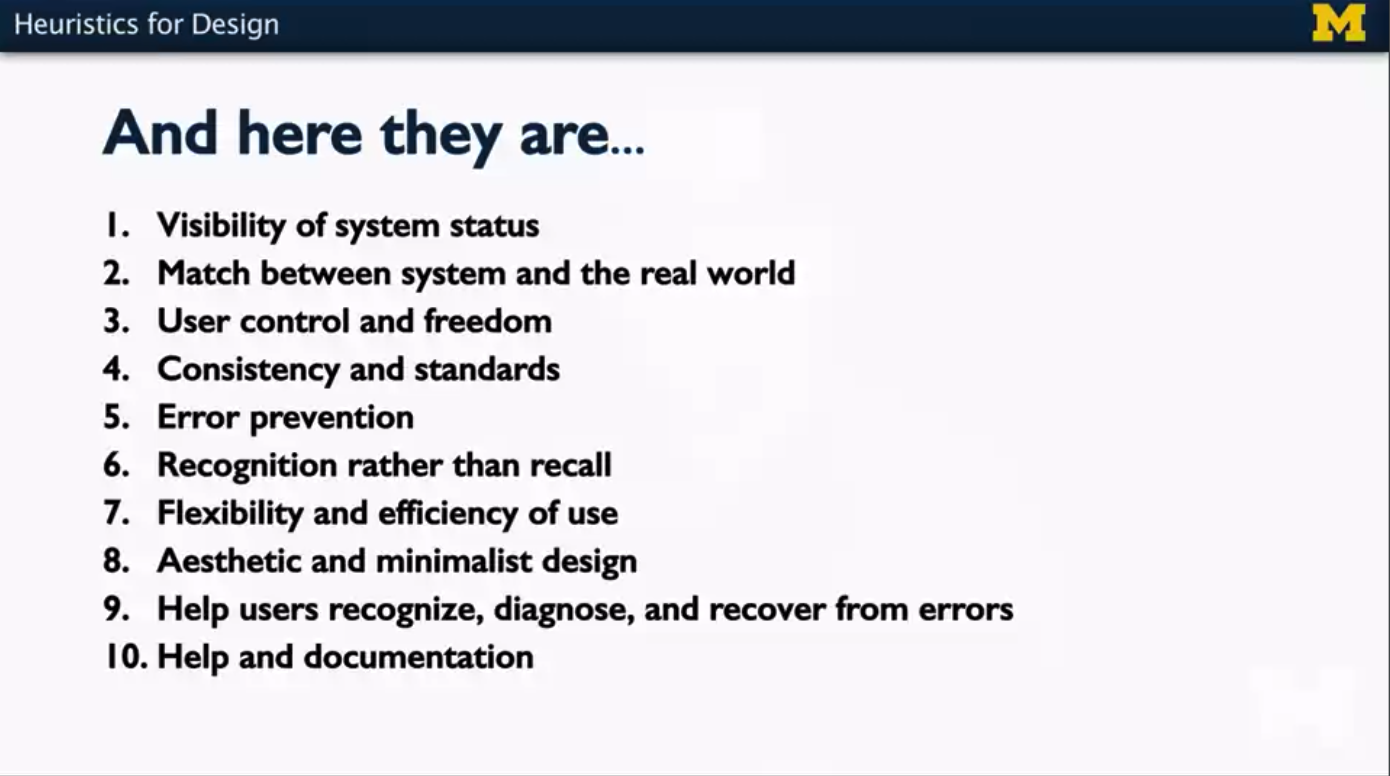 Heuristics for Design
M
And here they are...
1. Visibility of system status
2. Match between system and the real world
3. User control and freedom
4. Consistency and standards
5. Error prevention
6. Recognition rather than recall
7. Flexibility and efficiency of use
8. Aesthetic and minimalist design
9. Help users recognize, diagnose, and recover from errors
10. Help and documentation